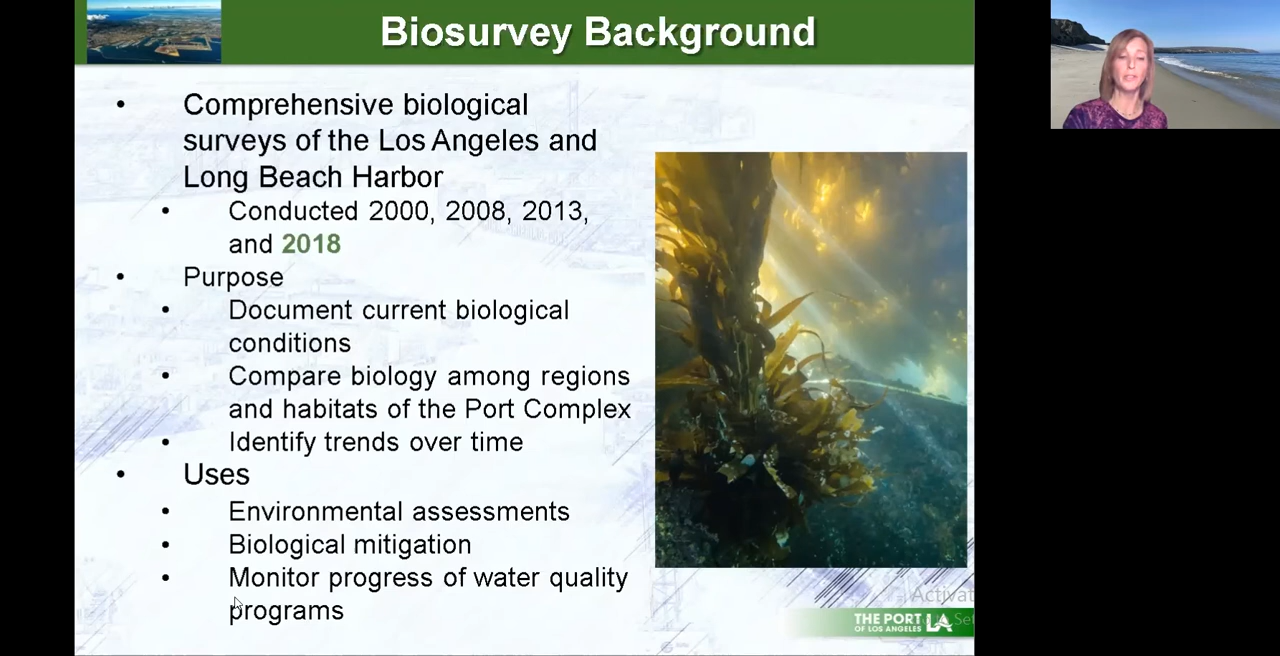 Biosurvey Background
• Comprehensive biological
surveys of the Los Angeles and
Long Beach Harbor
• Conducted 2000, 2008, 2013,
and 2018
• Purpose
• Document current biological
conditions
• Compare biology among regions
and habitats of the Port Complex
• Identify trends over time
• Uses
• Environmental assessments
• Biological mitigation
• Monitor progress of water quality
programs
THE PORT
OF LOS ANGELES LA